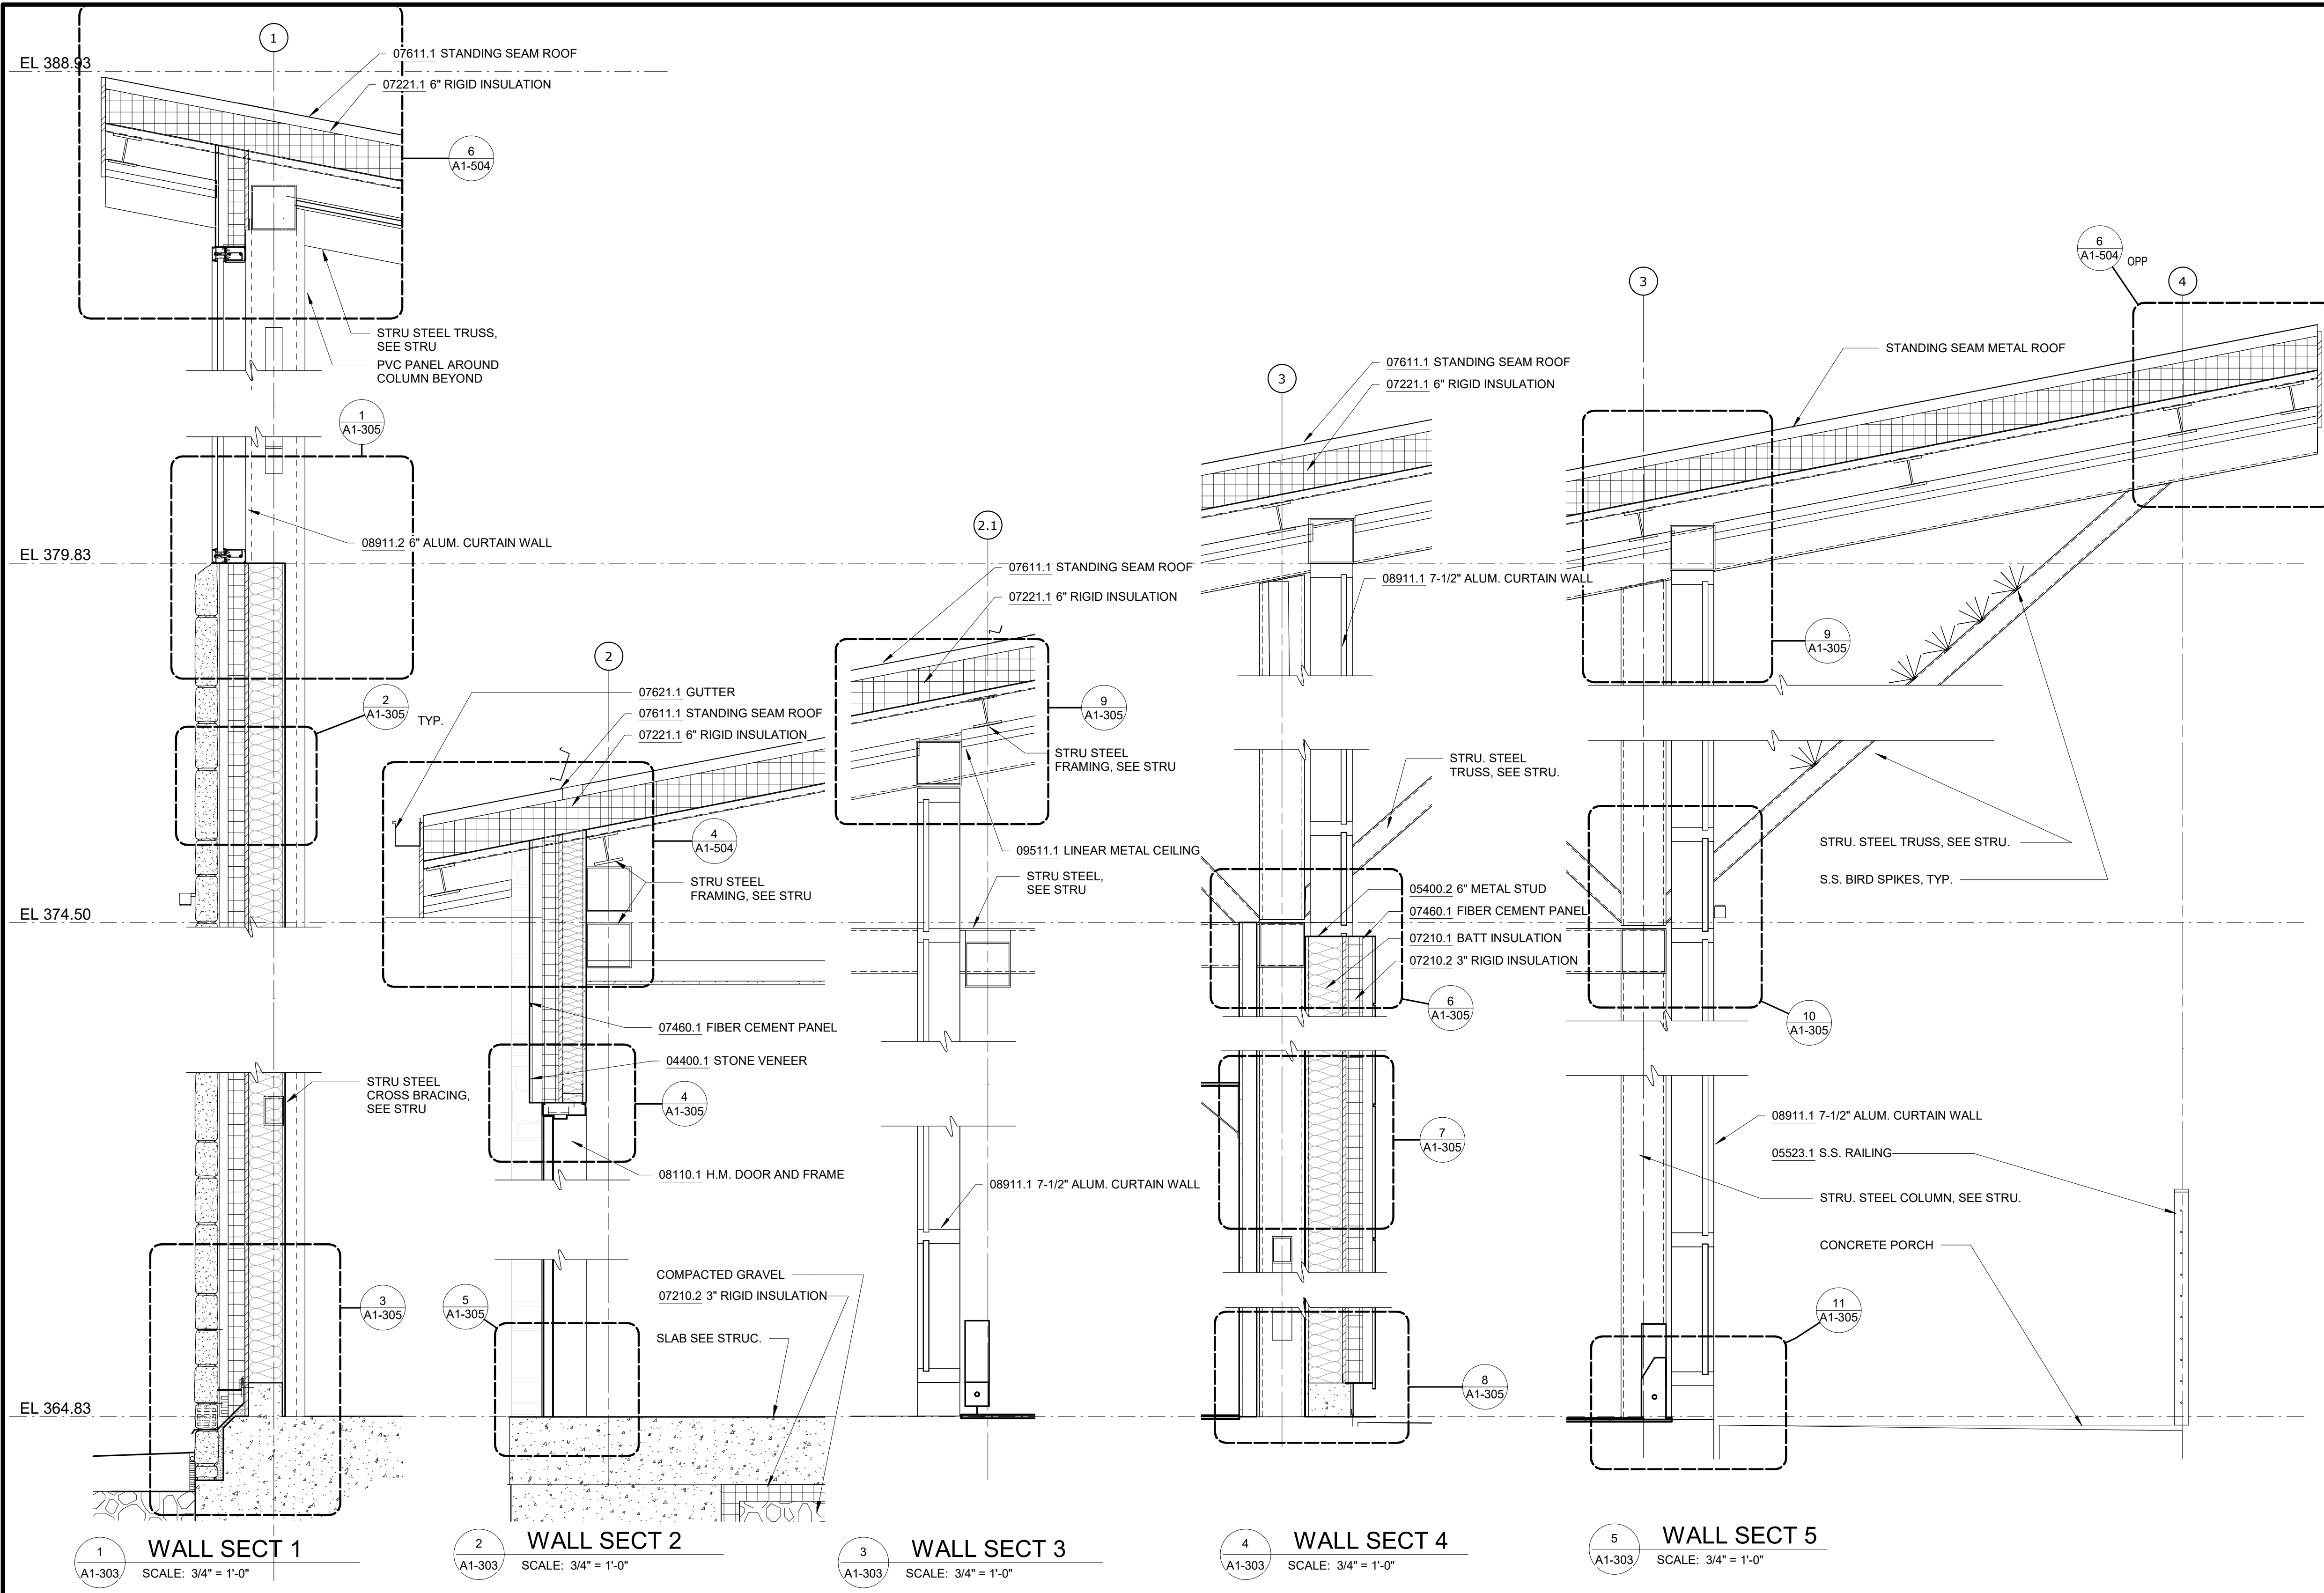 EL 388.93
EL 379.83
EL 374.50
EL 364.83
1
07611.1 STANDING SEAM ROOF
07221.1 6" RIGID INSULATION
6
A1-504
STRU STEEL TRUSS,
SEE STRU
PVC PANEL AROUND
COLUMN BEYOND
1
A1-305
08911.2 6" ALUM. CURTAIN WALL
2
A1-305
TYP.
STRU STEEL
CROSS BRACING,
SEE STRU
3
A1-305
1
A1-303
WALL SECT 1
SCALE: 3/4" = 1'-0"
2
07621.1 GUTTER
07611.1 STANDING SEAM ROOF
07221.1 6" RIGID INSULATION
4
A1-504
STRU STEEL
FRAMING, SEE STRU
07460.1 FIBER CEMENT PANEL
04400.1 STONE VENEER
4
A1-305
08110.1 H.M. DOOR AND FRAME
COMPACTED GRAVEL
07210.2 3" RIGID INSULATION
5
A1-305
SLAB SEE STRUC.
2
A1-303
WALL SECT 2
SCALE: 3/4" = 1'-0"
2.1
07611.1 STANDING SEAM ROOF
07221.1 6" RIGID INSULATION
9
A1-305
STRU STEEL
FRAMING, SEE STRU
09511.1 LINEAR METAL CEILING
STRU STEEL,
SEE STRU
08911.1 7-1/2" ALUM. CURTAIN WALL
3
A1-303
WALL SECT 3
SCALE: 3/4" = 1'-0"
3
07611.1 STANDING SEAM ROOF
07221.1 6" RIGID INSULATION
08911.1 7-1/2" ALUM. CURTAIN WALL
STRU. STEEL
TRUSS, SEE STRU.
05400.2 6" METAL STUD
07460.1 FIBER CEMENT PANEL
07210.1 BATT INSULATION
07210.2 3" RIGID INSULATION
6
A1-305
7
A1-305
8
A1-305
4
A1-303
WALL SECT 4
SCALE: 3/4" = 1'-0"
3
6
A1-504
OPP
4
STANDING SEAM METAL ROOF
9
A1-305
STRU. STEEL TRUSS, SEE STRU.
S.S. BIRD SPIKES, TYP.
10
A1-305
08911.1 7-1/2" ALUM. CURTAIN WALL
05523.1 S.S. RAILING
STRU. STEEL COLUMN, SEE STRU.
CONCRETE PORCH
11
A1-305
5
A1-303
WALL SECT 5
SCALE: 3/4" = 1'-0"